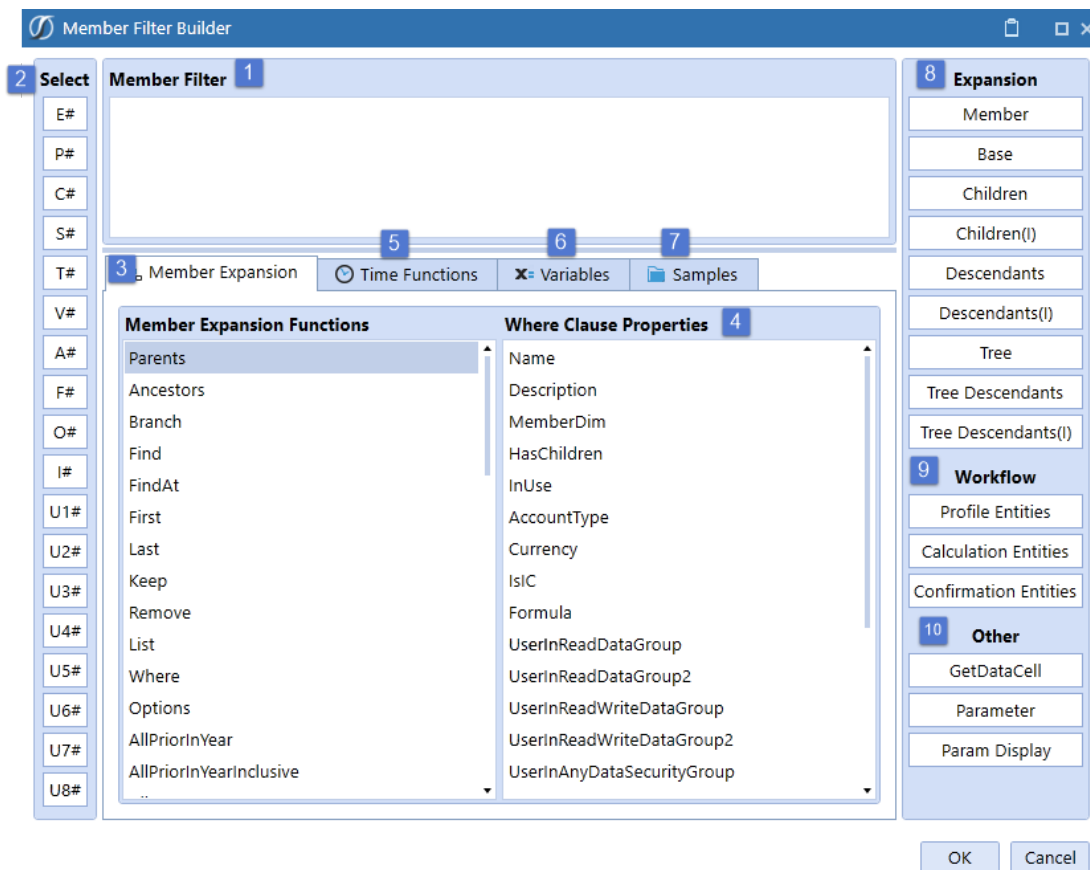 Member Filter Builder
2 Select
E#
P#
C#
S#
T#
V#
A#
F#
O#
I#
U1#
U2#
U3#
U4#
U5#
U6#
U7#
U8#
Member Filter 1
3 Member Expansion
5
Time Functions
6
X= Variables
7
Samples
Member Expansion Functions
Parents
Ancestors
Branch
Find
FindAt
First
Last
Keep
Remove
List
Where
Options
AllPriorInYear
AllPriorInYearInclusive
Where Clause Properties 4
Name
Description
MemberDim
HasChildren
InUse
AccountType
Currency
IsIC
Formula
UserInReadDataGroup
UserInReadDataGroup2
UserInReadWriteDataGroup
UserInReadWriteDataGroup2
UserInAnyDataSecurityGroup
8 Expansion
Member
Base
Children
Children(I)
Descendants
Descendants(I)
Tree
Tree Descendants
Tree Descendants(I)
9 Workflow
Profile Entities
Calculation Entities
Confirmation Entities
10 Other
GetDataCell
Parameter
Param Display
OK
Cancel